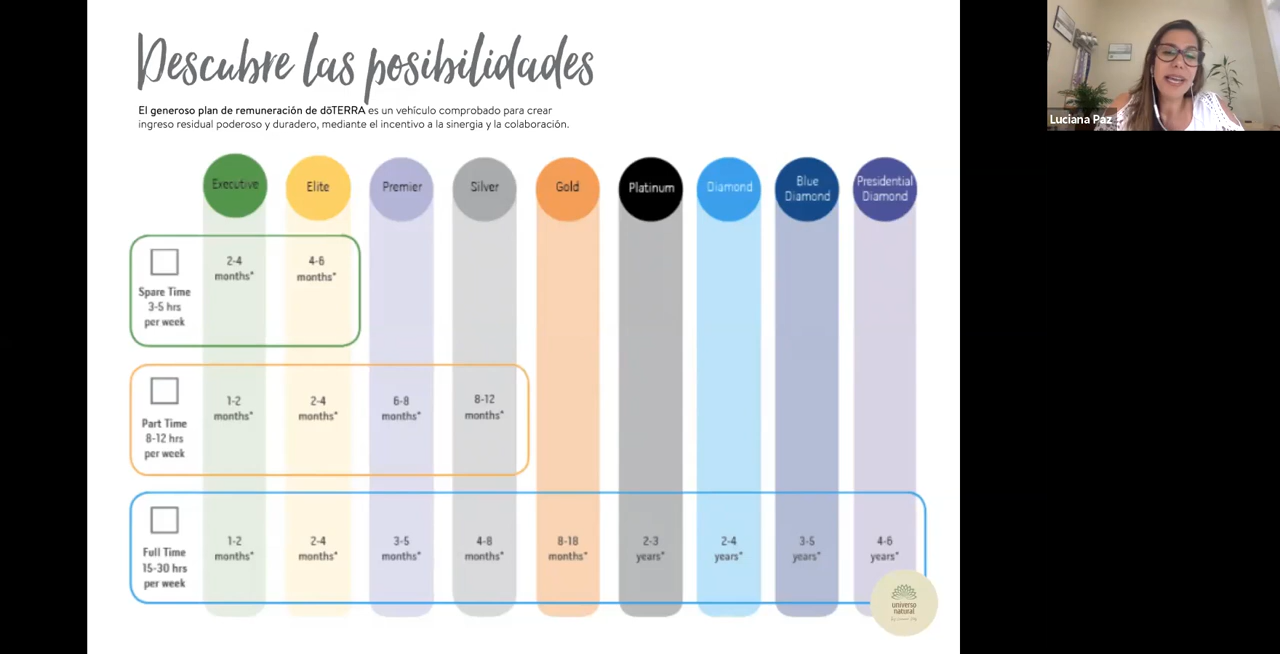 Descubre las posibilidades
El generoso plan de remuneración de dōTERRA es un vehículo comprobado para crear
ingreso residual poderoso y duradero, mediante el incentivo a la sinergia y la colaboración.
Luciana Paz
Executive
Elite
Premier
Silver
Gold
Platinum
Diamond
Blue
Diamond
Presidential
Diamond
Spare Time
3-5 hrs
per week
2-4
months*
4-6
months*
Part Time
8-12 hrs
per week
1-2
months*
2-4
months*
6-8
months*
8-12
months*
Full Time
15-30 hrs
per week
1-2
months*
2-4
months*
3-5
months*
4-8
months*
8-18
months*
2-3
years*
2-4
years*
3-5
years*
4-6
years*
universo
natural